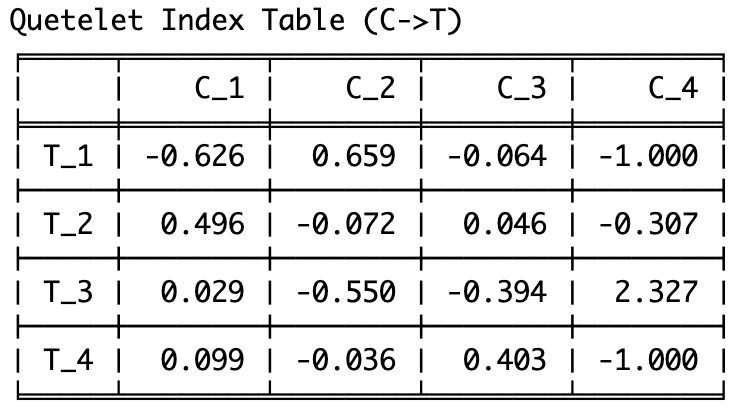 Quetelet Index Table (C->T)
C_1 C_2 C_3 C_4
T_1 -0.626 0.659 -0.064 -1.000
T_2 0.496 -0.072 0.046 -0.307
T_3 0.029 -0.550 -0.394 2.327
T_4 0.099 -0.036 0.403 -1.000